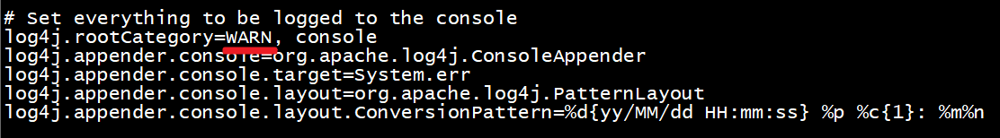 # Set everything to be logged to the console
log4j.rootCategory=WARN, console
log4j.appender.console=org.apache.log4j.ConsoleAppender
log4j.appender.console.target=System.err
log4j.appender.console.layout=org.apache.log4j.PatternLayout
log4j.appender.console.layout.ConversionPattern=%d{yy/MM/dd HH:mm:ss} %p %c{1}: %m%n